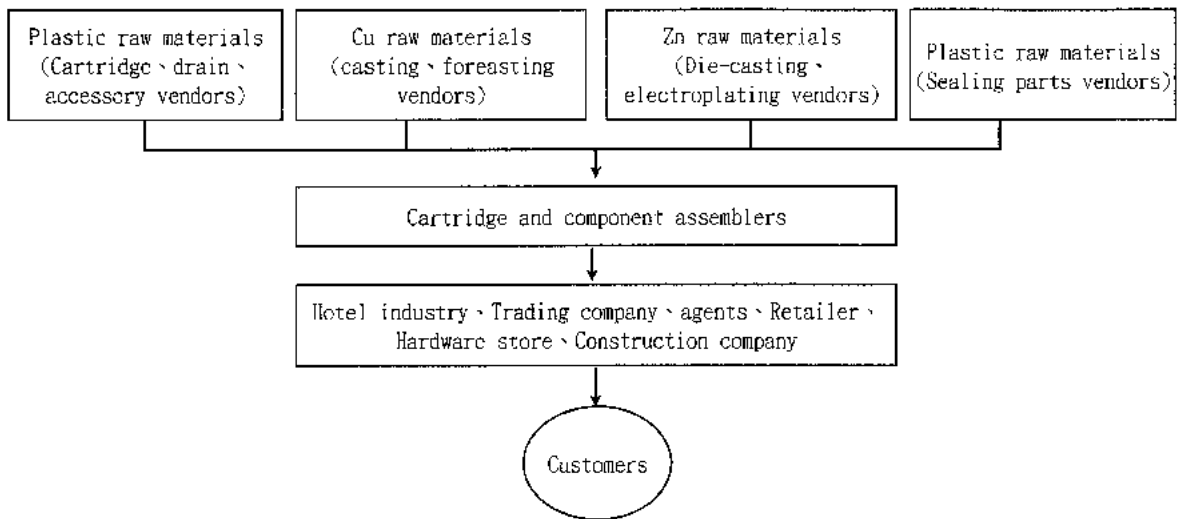 Plastic raw materials
(Cartridge、drain、
accessory vendors)
Cu raw materials
(casting、foreasting
vendors)
Zn raw materials
(Die-casting、
electroplating vendors)
Plastic raw materials
(Sealing parts vendors)
Cartridge and component assemblers
Hotel industry、Trading company、agents、Retailer、
Hardware store、Construction company
Customers